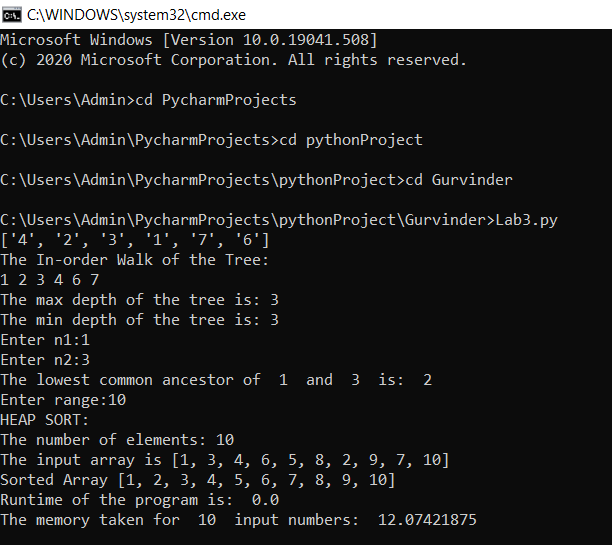 C:\WINDOWS\system32\cmd.exe
Microsoft Windows [Version 10.0.19041.508]
(c) 2020 Microsoft Corporation. All rights reserved.
C:\Users\Admin>cd PycharmProjects
C:\Users\Admin\PycharmProjects>cd pythonProject
C:\Users\Admin\PycharmProjects\pythonProject>cd Gurvinder
C:\Users\Admin\PycharmProjects\pythonProject\Gurvinder>Lab3.py
['4', '2', '3', '1', '7', '6']
The In-order Walk of the Tree:
1 2 3 4 6 7
The max depth of the tree is: 3
The min depth of the tree is: 3
Enter n1:1
Enter n2:3
The lowest common ancestor of  1  and  3  is:  2
Enter range:10
HEAP SORT:
The number of elements: 10
The input array is [1, 3, 4, 6, 5, 8, 2, 9, 7, 10]
Sorted Array [1, 2, 3, 4, 5, 6, 7, 8, 9, 10]
Runtime of the program is:  0.0
The memory taken for  10  input numbers:  12.07421875